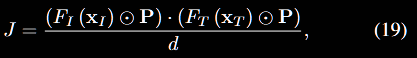 J = \frac{(F_I (\mathbf{x}_I) \odot \mathbf{P}) \cdot (F_T (\mathbf{x}_T) \odot \mathbf{P})}{d}, (19)